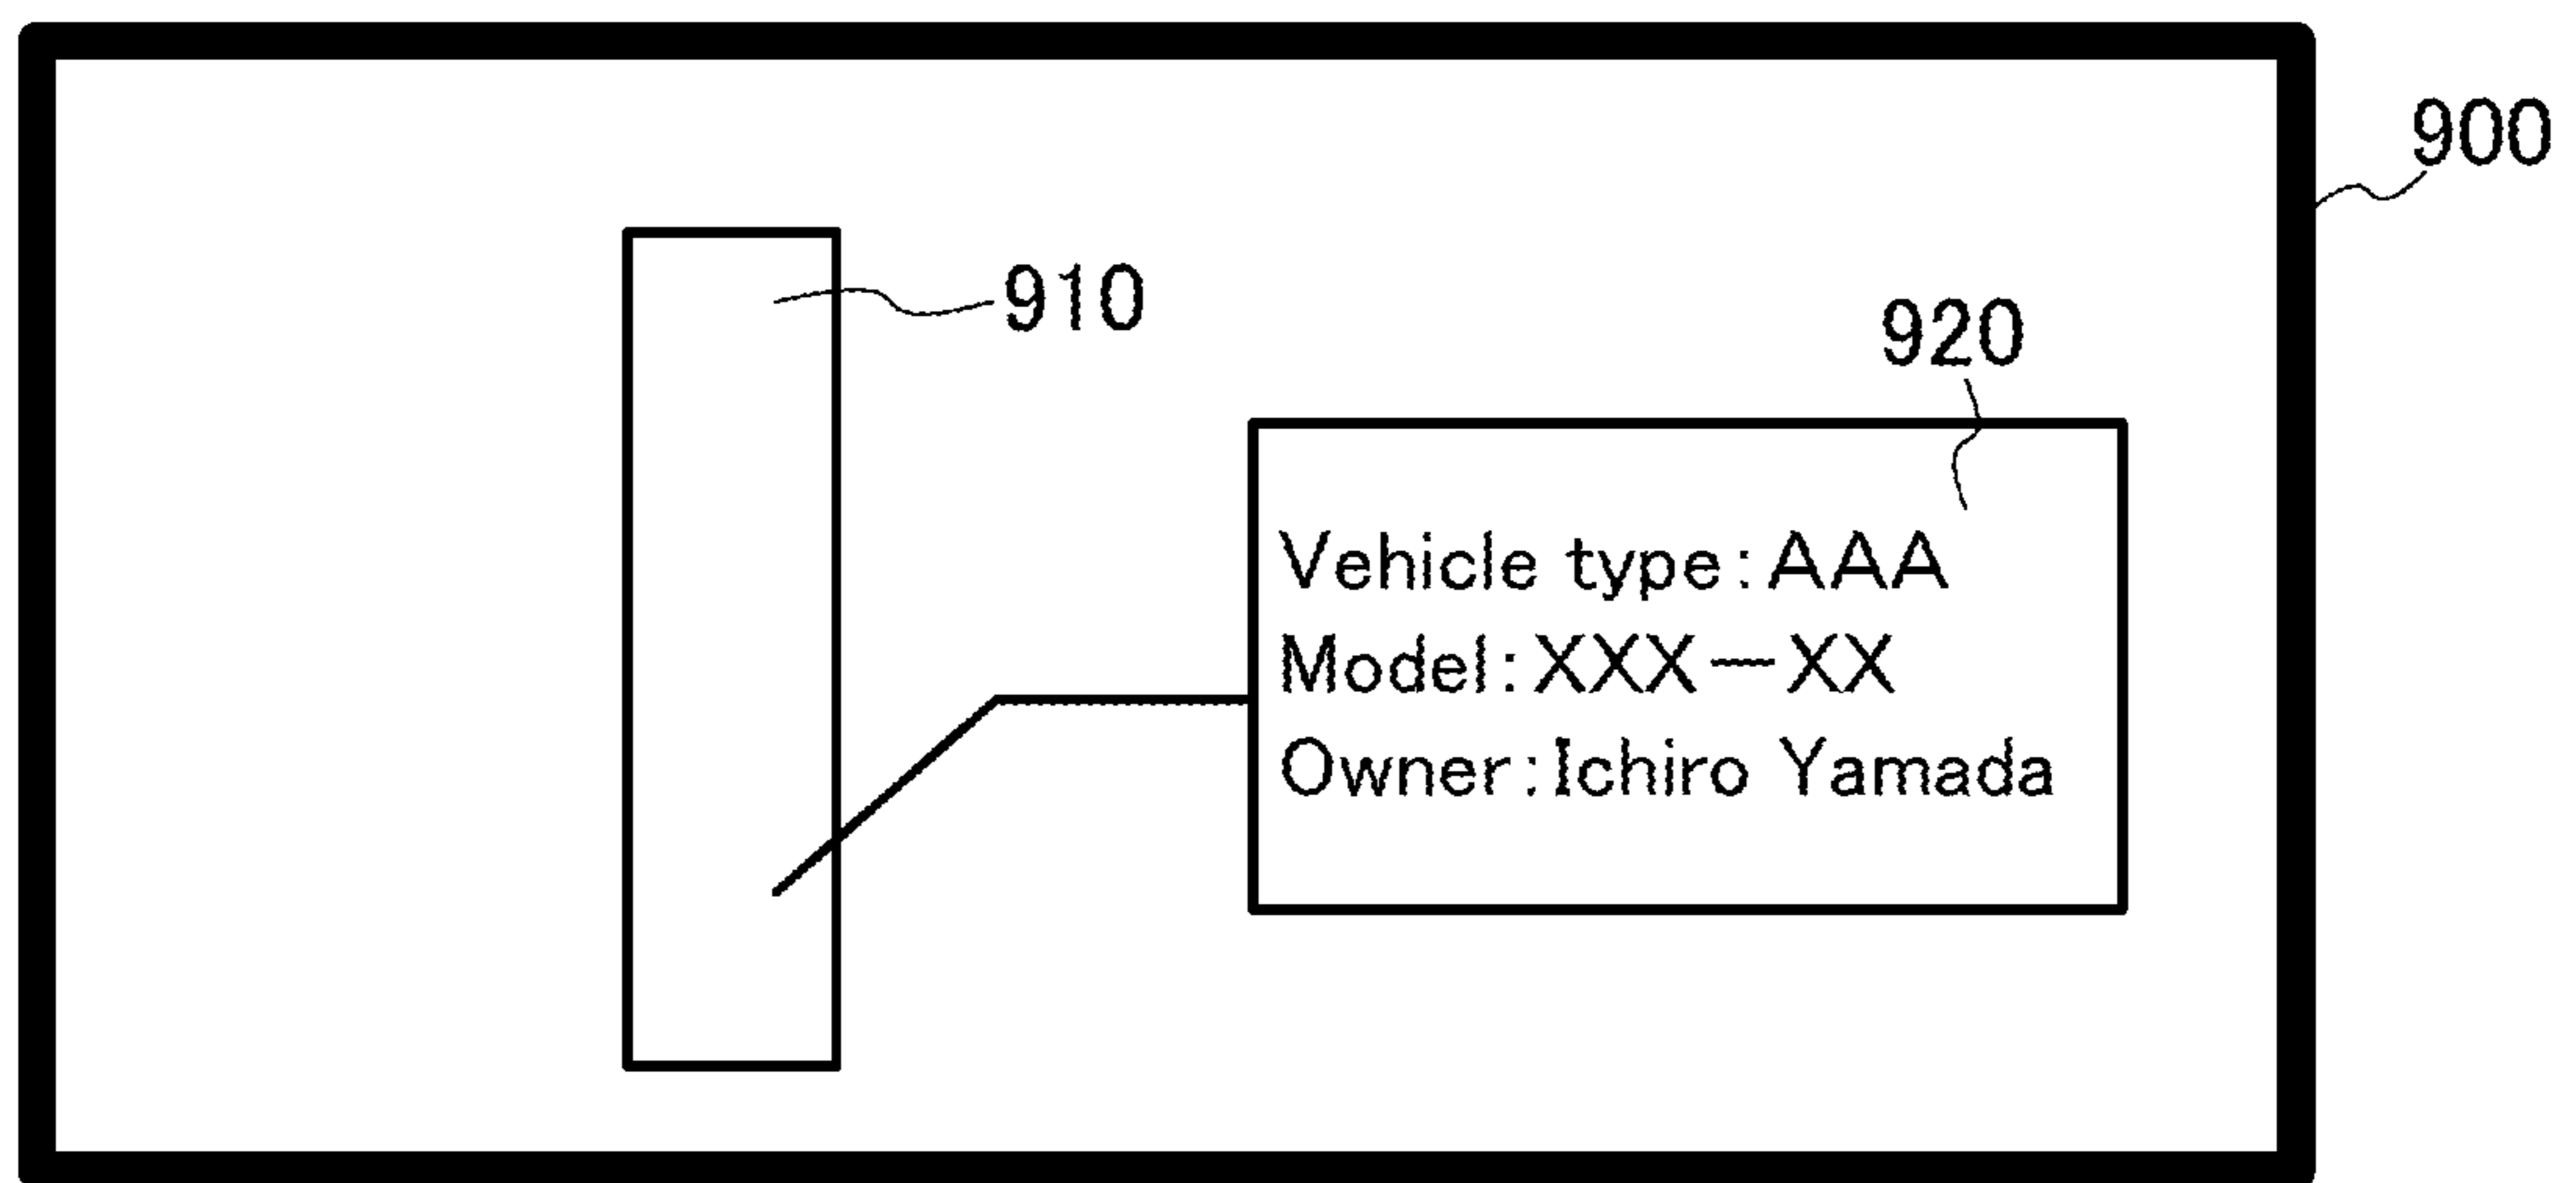 900
910
920
Vehicle type:AAA
Model:XXX—XX
Owner:Ichiro Yamada